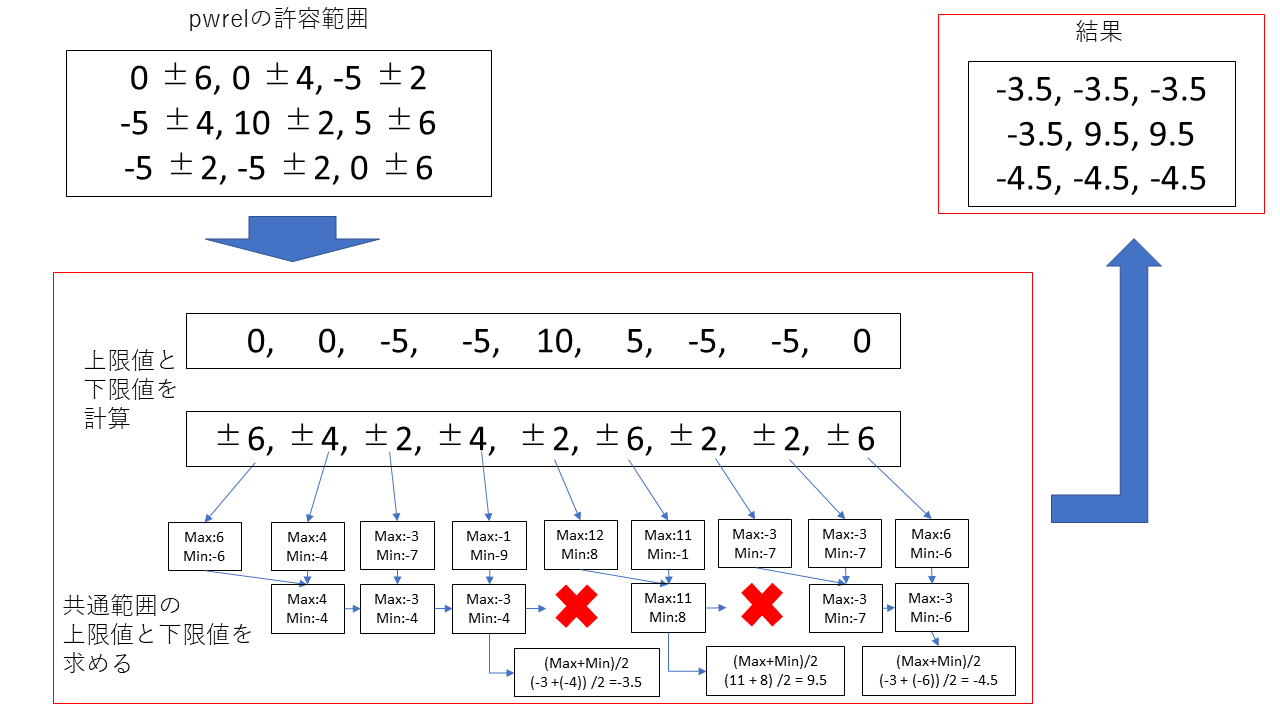 pwrelの許容範囲
0 ±6, 0 ±4, -5 ±2
-5 ±4, 10 ±2, 5 ±6
-5 ±2, -5 ±2, 0 ±6
結果
-3.5, -3.5, -3.5
-3.5, 9.5, 9.5
-4.5, -4.5, -4.5
上限値と
下限値を
計算
0, 0, -5, -5, 10, 5, -5, -5, 0
±6, ±4, ±2, ±4, ±2, ±6, ±2, ±2, ±6
Max:6
Min:-6
Max:4
Min:-4
Max:-3
Min:-7
Max:-1
Min-9
Max:12
Min:8
Max:11
Min:-1
Max:-3
Min:-7
Max:-3
Min:-7
Max:6
Min:-6
共通範囲の
上限値と下限値を
求める
Max:4
Min:-4
Max:-3
Min:-4
Max:-3
Min:-4
Max:11
Min:8
Max:-3
Min:-7
Max:-3
Min:-6
(Max+Min)/2
(-3 +(-4)) /2 =-3.5
(Max+Min)/2
(11 + 8) /2 = 9.5
(Max+Min)/2
(-3 + (-6)) /2 = -4.5